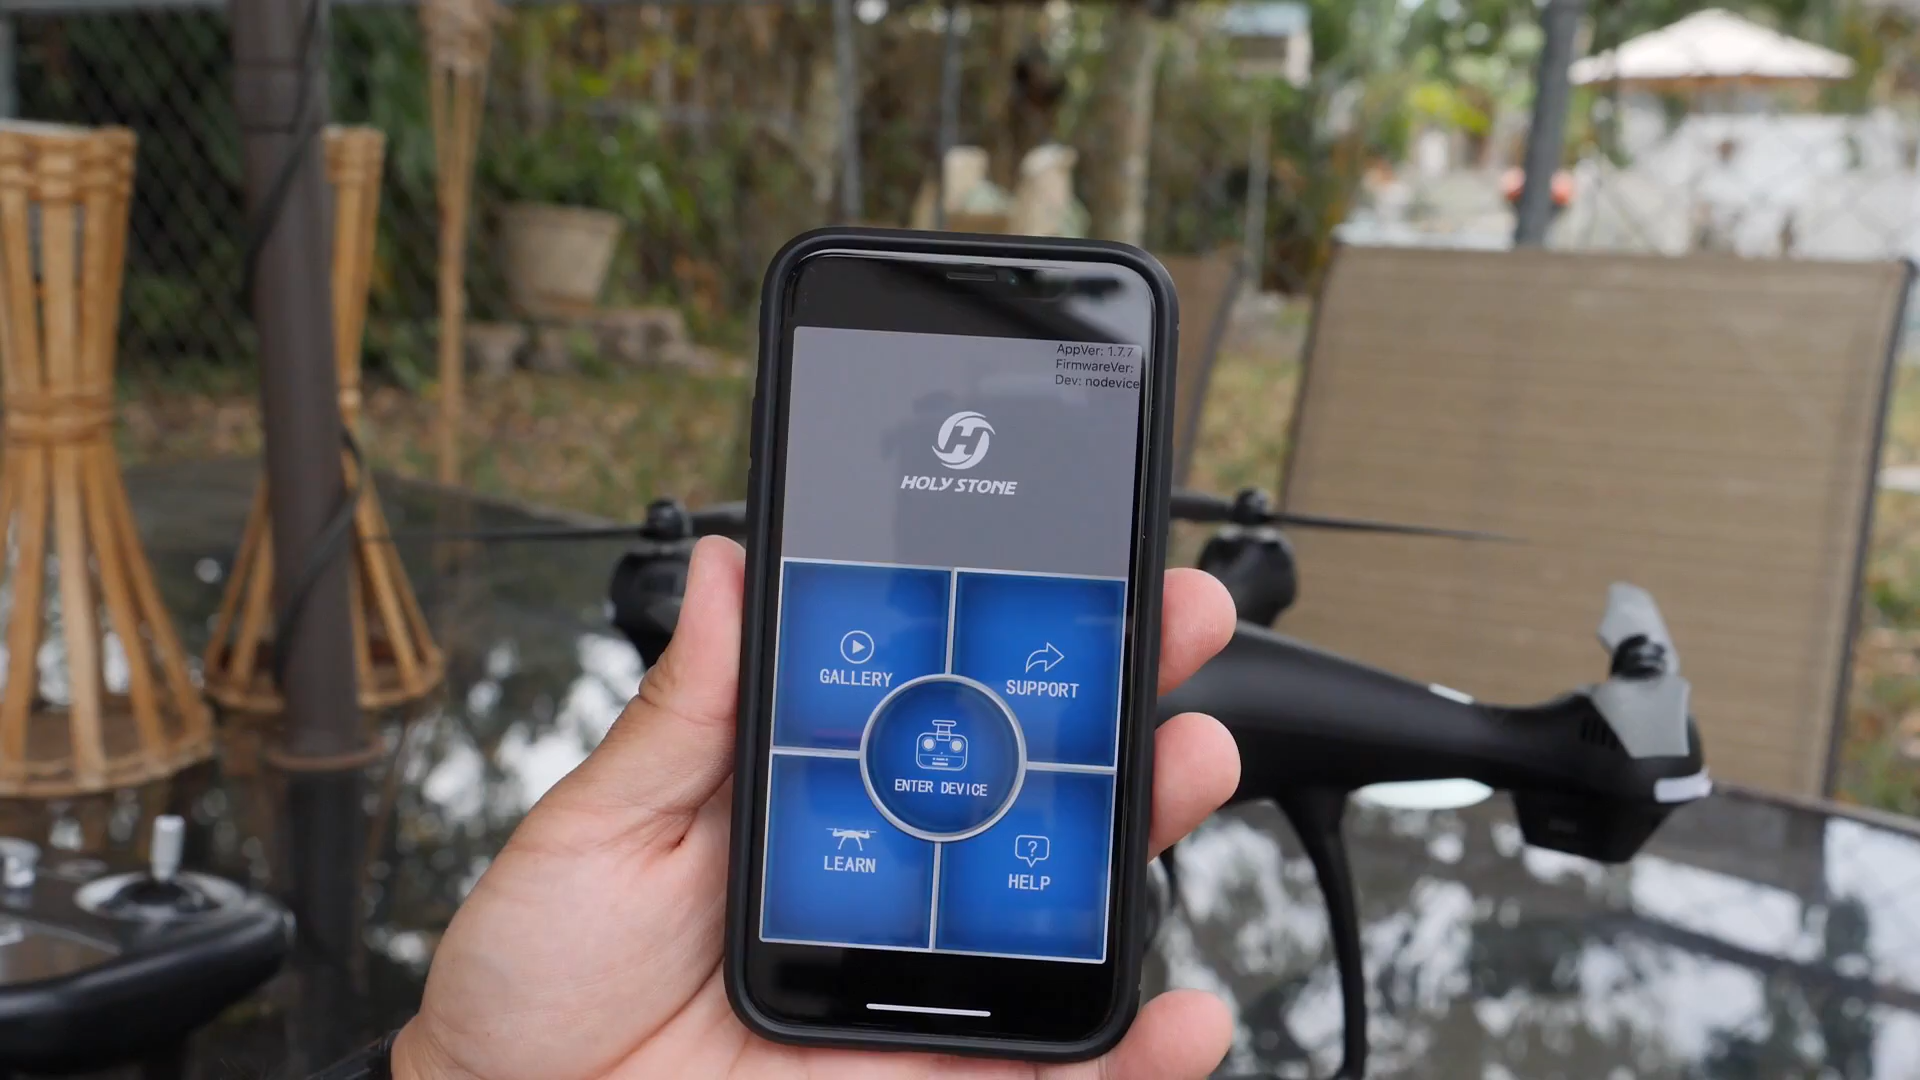 AppVer: 1.7.7
FirmwareVer:
Dev: nodevice
HOLY STONE
GALLERY
SUPPORT
ENTER DEVICE
LEARN
HELP